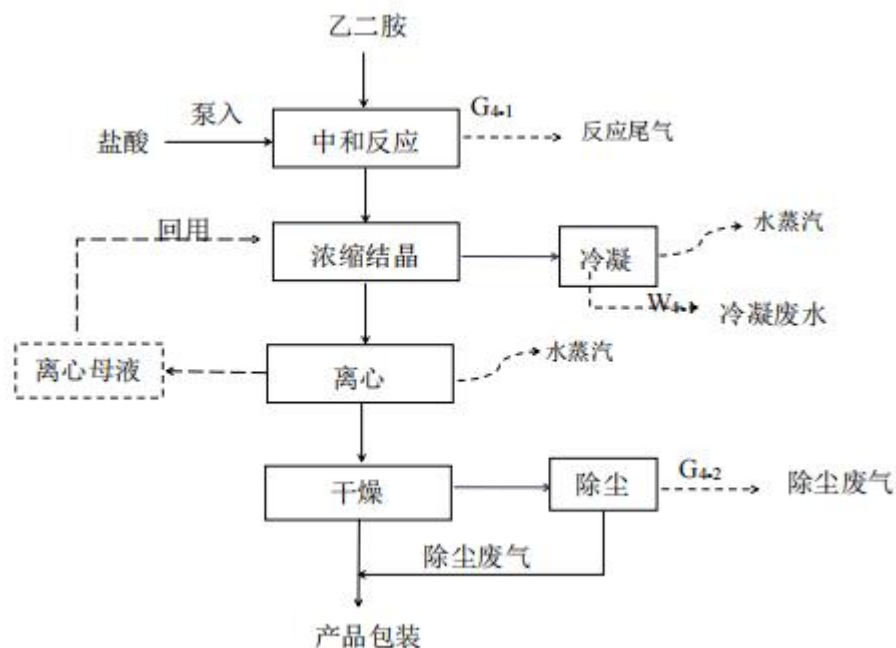 乙二胺
泵入
G4-1
盐酸
中和反应
反应尾气
回用
水蒸汽
浓缩结晶
冷凝
W4-1
冷凝废水
水蒸汽
离心母液
离心
G4-2
干燥
除尘
除尘废气
除尘废气
产品包装